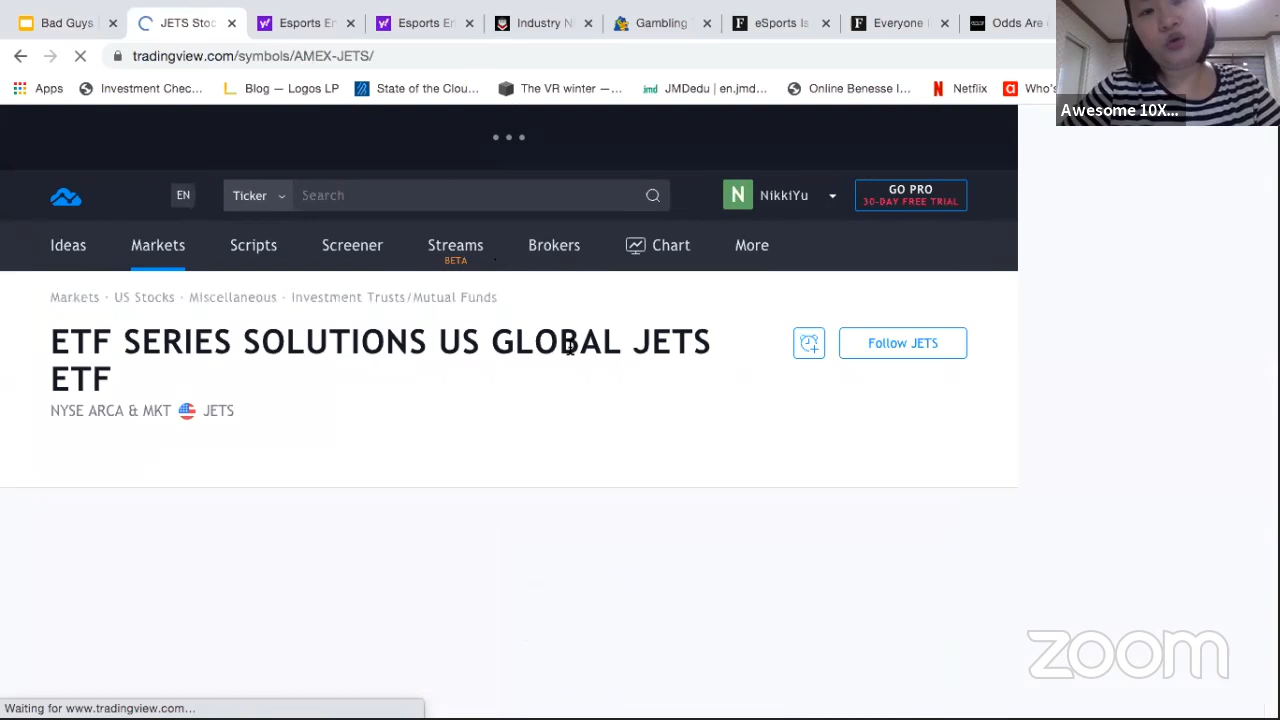 Bad Guys
JETS Stoc
Esports En
Esports En
Industry N
Gambling
eSports Is
Everyone
Odds Are
tradingview.com/symbols/AMEX-JETS/
Apps
Investment Chec...
Blog — Logos LP
State of the Clou...
The VR winter —...
jmd
JMDedu | en.jmd...
Online Benesse I...
Netflix
Who's
Awesome 10X...
EN
Ticker
Search
N
NikkiYu
GO PRO
30-DAY FREE TRIAL
Ideas
Markets
Scripts
Screener
Streams
BETA
Brokers
Chart
More
Markets · US Stocks · Miscellaneous · Investment Trusts/Mutual Funds
ETF SERIES SOLUTIONS US GLOBAL JETS
ETF
Follow JETS
NYSE ARCA & MKT JETS
zoom
Waiting for www.tradingview.com...